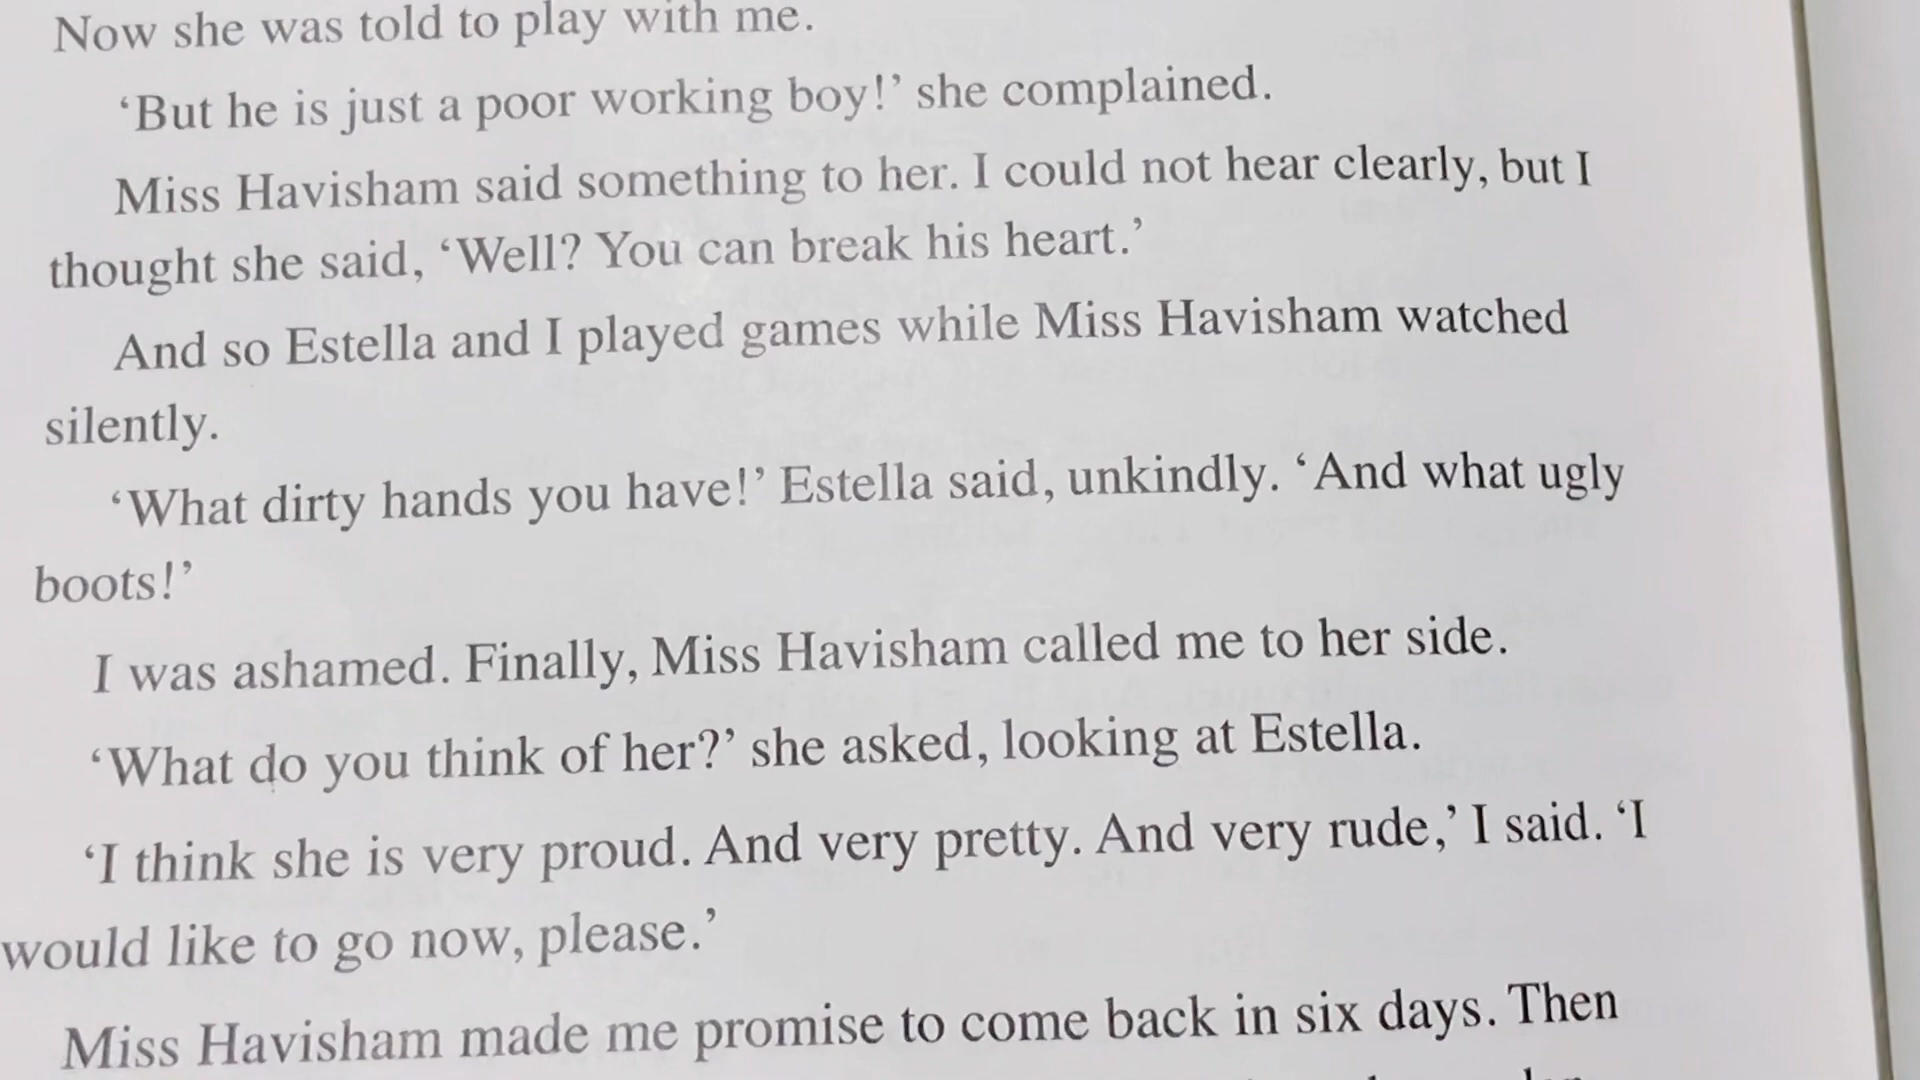 Now she was told to play with me.
‘But he is just a poor working boy!’ she complained.
Miss Havisham said something to her. I could not hear clearly, but I
thought she said, ‘Well? You can break his heart.’
And so Estella and I played games while Miss Havisham watched
silently.
‘What dirty hands you have!’ Estella said, unkindly. ‘And what ugly
boots!’
I was ashamed. Finally, Miss Havisham called me to her side.
‘What do you think of her?’ she asked, looking at Estella.
‘I think she is very proud. And very pretty. And very rude,’ I said. ‘I
would like to go now, please.’
Miss Havisham made me promise to come back in six days. Then